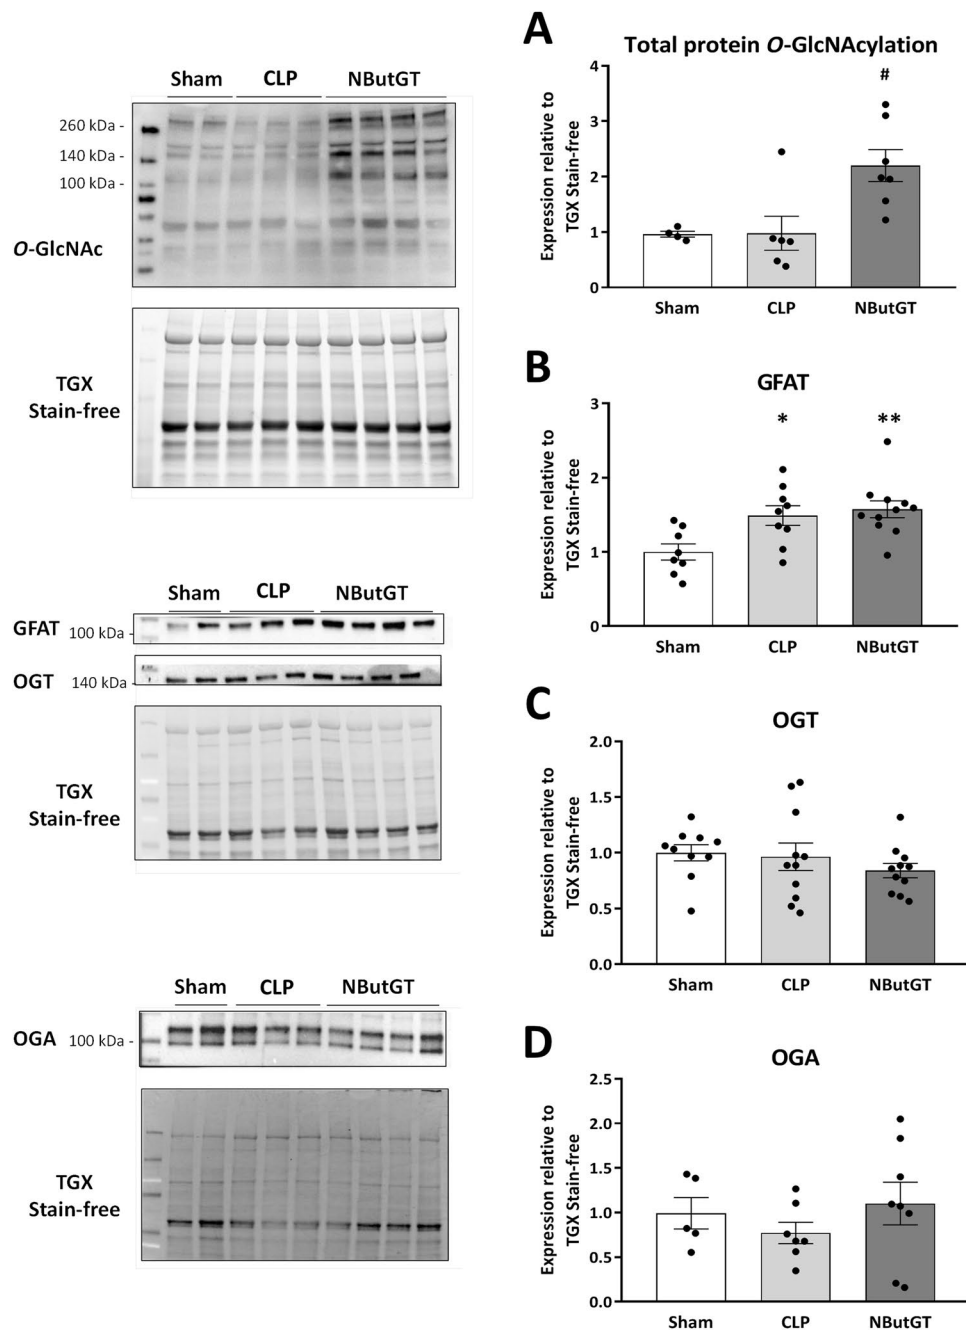 Sham CLP NButGT
260 kDa -
140 kDa -
100 kDa -
O-GlcNAc
TGX
Stain-free
Sham CLP NButGT
GFAT 100 kDa -
OGT 140 kDa -
TGX
Stain-free
Sham CLP NButGT
OGA 100 kDa -
TGX
Stain-free
A
Total protein O-GlcNAcylation
Expression relative to
TGX Stain-free
4
3
2
1
0
#
Sham CLP NButGT
B
GFAT
Expression relative to
TGX Stain-free
3
2
1
0
* **
Sham CLP NButGT
C
OGT
Expression relative to
TGX Stain-free
2.0
1.5
1.0
0.5
0.0
Sham CLP NButGT
D
OGA
Expression relative to
TGX Stain-free
2.5
2.0
1.5
1.0
0.5
0.0
Sham CLP NButGT